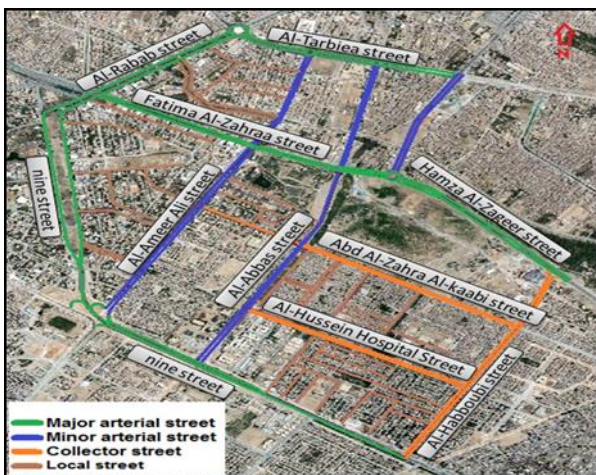 Al-Rabab street
Al-Tarbiea street
N
Fatima Al-Zahraa street
Hamza Al-Zageer street
nine street
Al Ameer Ali street
Al-Abbas street
Abd Al-Zahra Al-kaabi street
Al-Hussein Hospital Street
nine street
Al-Habboubi street
Major arterial street
Minor arterial street
Collector street
Local street